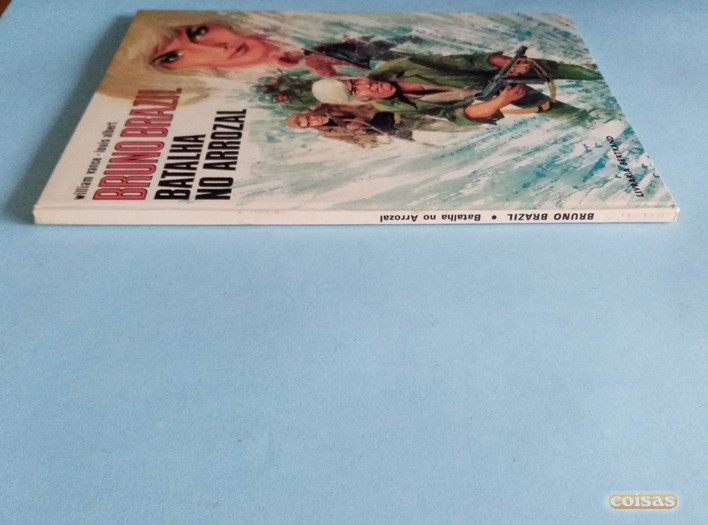 william vance - louis albert
BRUNO BRAZIL
BATALHA
NO ARROZAL
LIVRARIA BERTRAND
BRUNO BRAZIL • Batalha no Arrozal
coisas